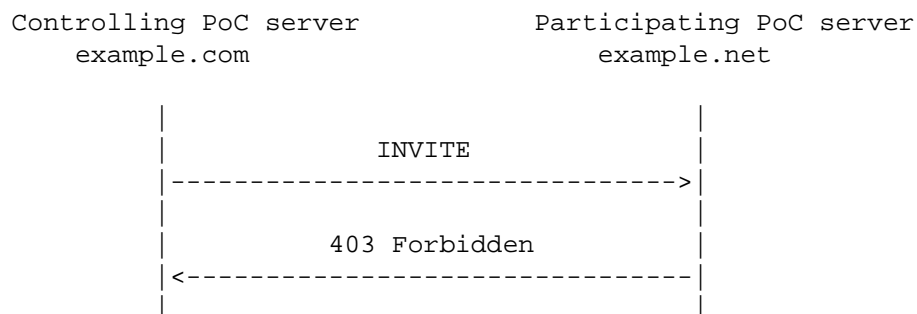 Controlling PoC server Participating PoC server
example.com example.net
INVITE
403 Forbidden